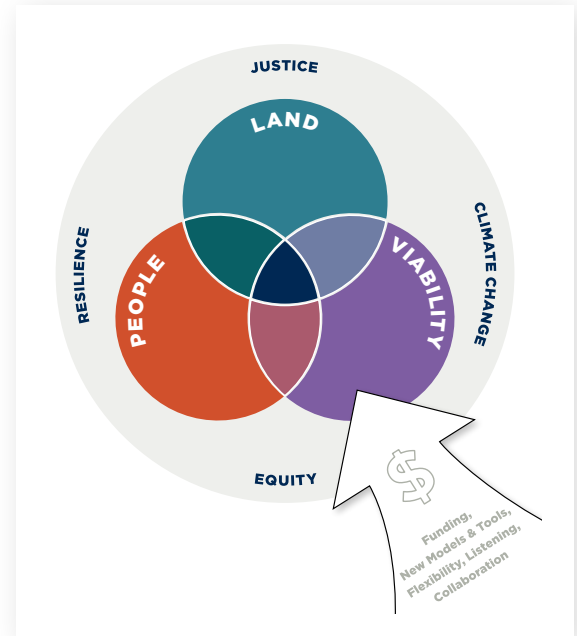 JUSTICE
LAND
CLIMATE CHANGE
RESILIENCE
PEOPLE
VIABILITY
EQUITY
$
Funding,
New Models & Tools,
Flexibility, Listening,
Collaboration